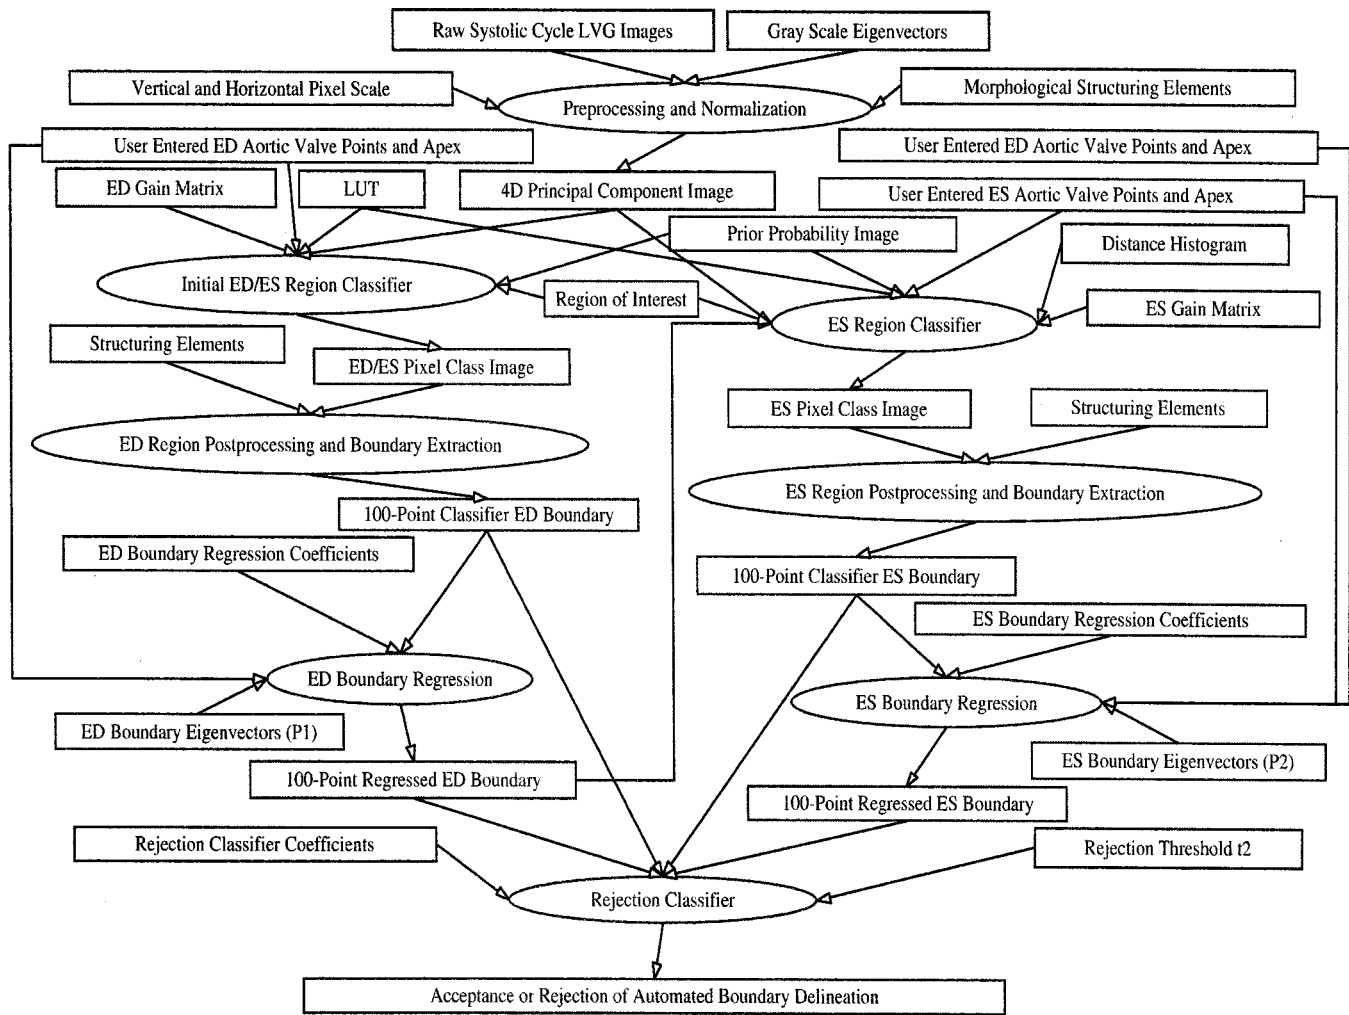 Raw Systolic Cycle LVG Images
Gray Scale Eigenvectors
Vertical and Horizontal Pixel Scale
Preprocessing and Normalization
Morphological Structuring Elements
User Entered ED Aortic Valve Points and Apex
User Entered ED Aortic Valve Points and Apex
ED Gain Matrix
LUT
4D Principal Component Image
User Entered ES Aortic Valve Points and Apex
Prior Probability Image
Distance Histogram
Initial ED/ES Region Classifier
Region of Interest
ES Region Classifier
ES Gain Matrix
Structuring Elements
ED/ES Pixel Class Image
ES Pixel Class Image
Structuring Elements
ED Region Postprocessing and Boundary Extraction
ES Region Postprocessing and Boundary Extraction
100-Point Classifier ED Boundary
ED Boundary Regression Coefficients
100-Point Classifier ES Boundary
ES Boundary Regression Coefficients
ED Boundary Regression
ES Boundary Regression
ED Boundary Eigenvectors (P1)
ES Boundary Eigenvectors (P2)
100-Point Regressed ED Boundary
100-Point Regressed ES Boundary
Rejection Classifier Coefficients
Rejection Threshold t2
Rejection Classifier
Acceptance or Rejection of Automated Boundary Delineation